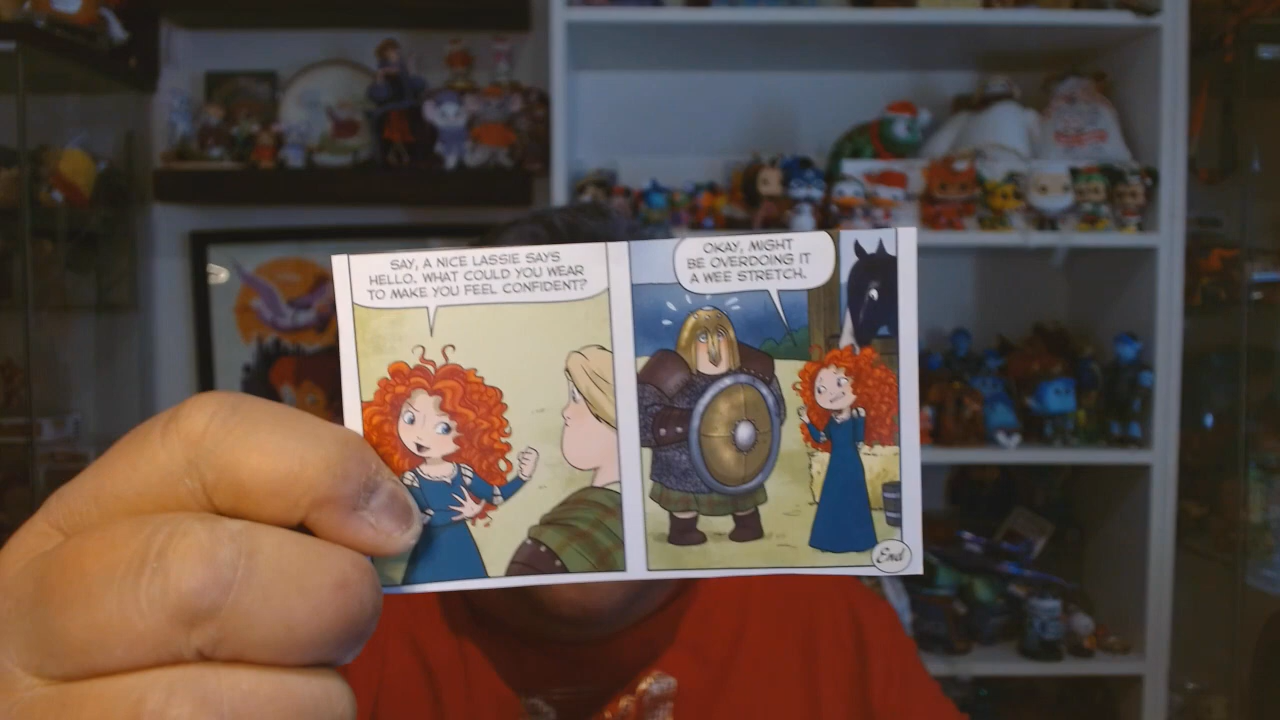 SAY, A NICE LASSIE SAYS
HELLO. WHAT COULD YOU WEAR
TO MAKE YOU FEEL CONFIDENT?
OKAY, MIGHT
BE OVERDOING IT
A WEE STRETCH.
End